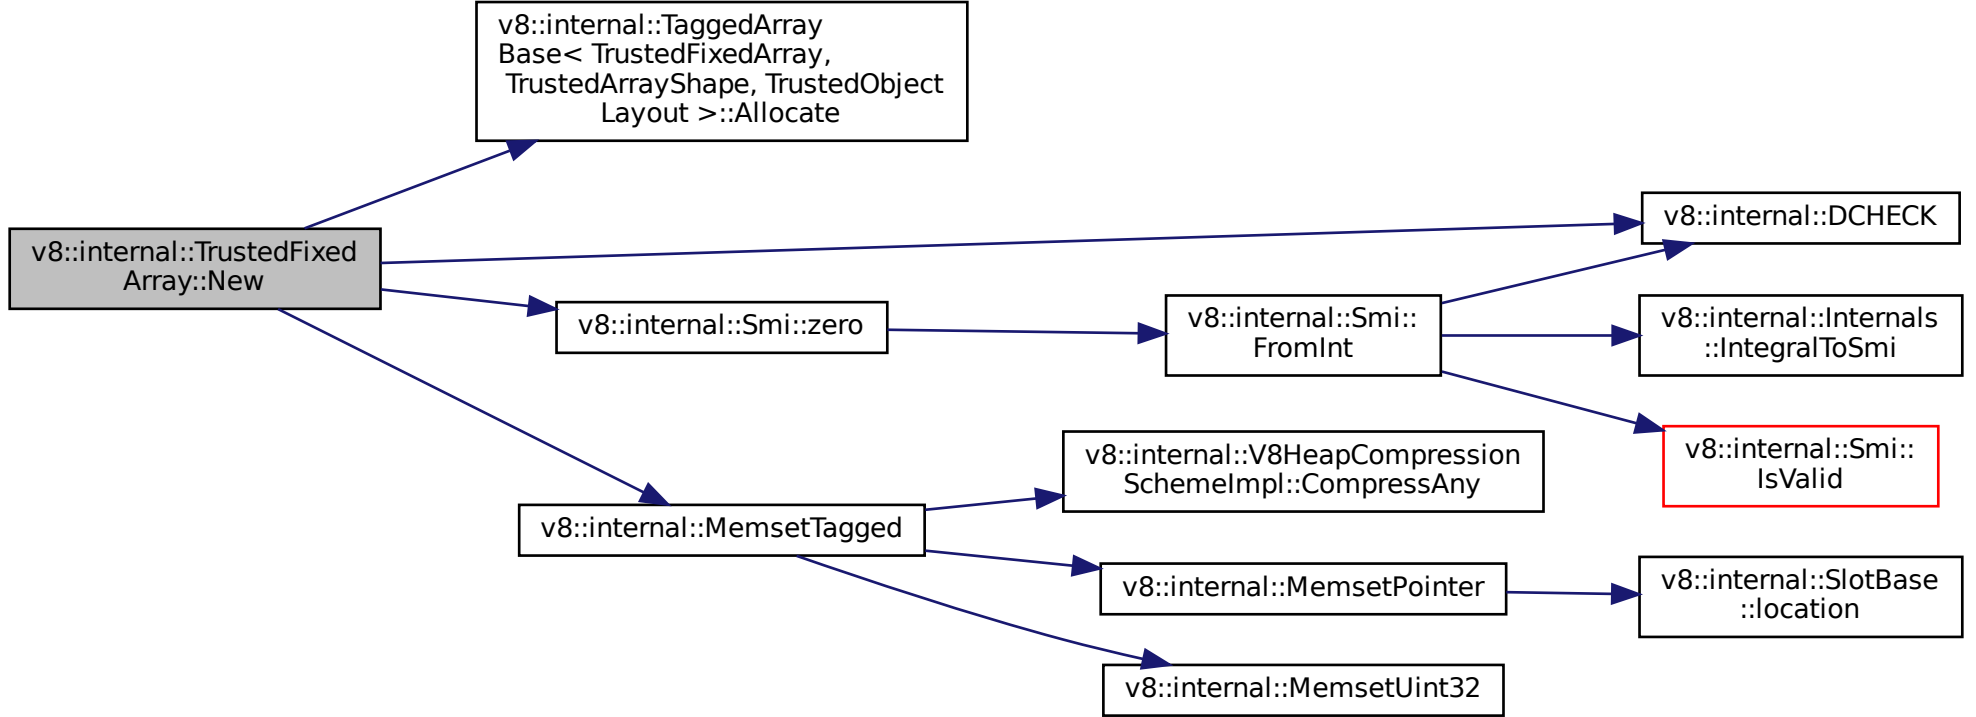 v8::internal::TaggedArray
Base< TrustedFixedArray,
TrustedArrayShape, TrustedObject
Layout >::Allocate
v8::internal::TrustedFixed
Array::New
v8::internal::DCHECK
v8::internal::Smi::zero
v8::internal::Smi::
FromInt
v8::internal::Internals
::IntegralToSmi
v8::internal::Smi::
IsValid
v8::internal::V8HeapCompression
SchemeImpl::CompressAny
v8::internal::MemsetTagged
v8::internal::MemsetPointer
v8::internal::SlotBase
::location
v8::internal::MemsetUint32